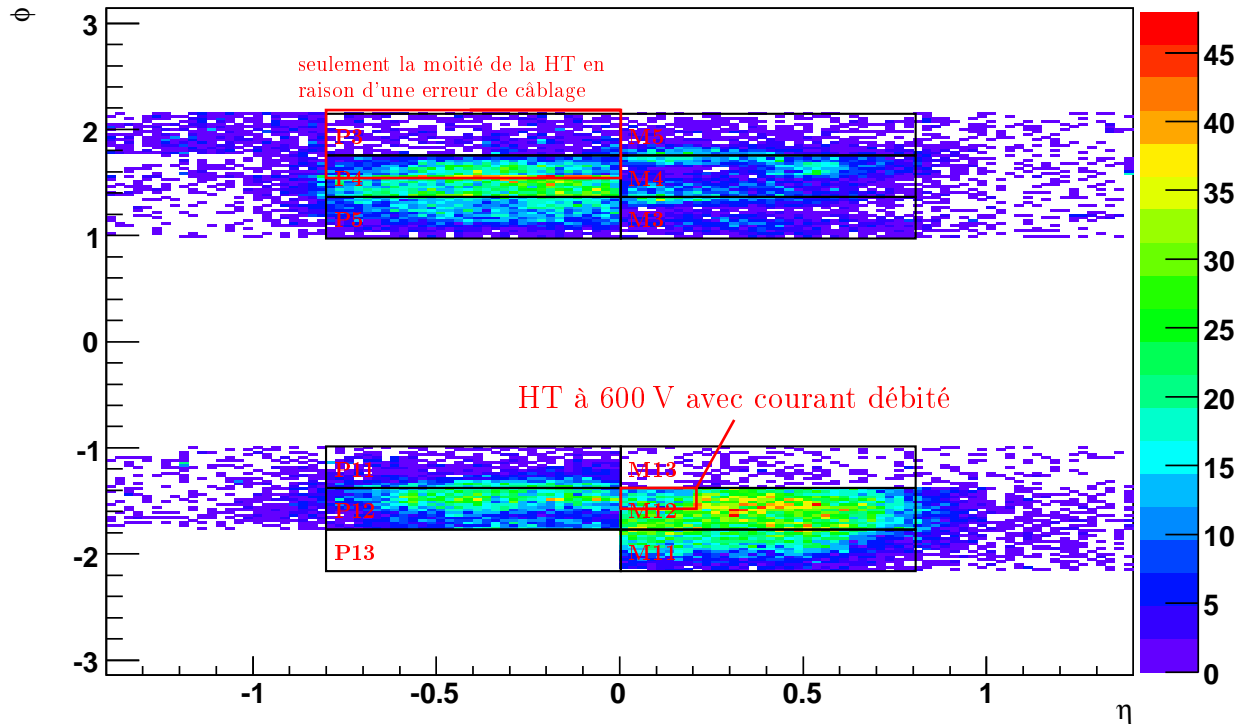 ϕ
3
2
1
0
-1
-2
-3
seulement la moitié de la HT en
raison d'une erreur de câblage
P3
M5
P4
M4
P5
M3
HT à 600 V avec courant débité
P11
M13
P12
M12
P13
M11
-1
-0.5
0
0.5
1
η
45
40
35
30
25
20
15
10
5
0